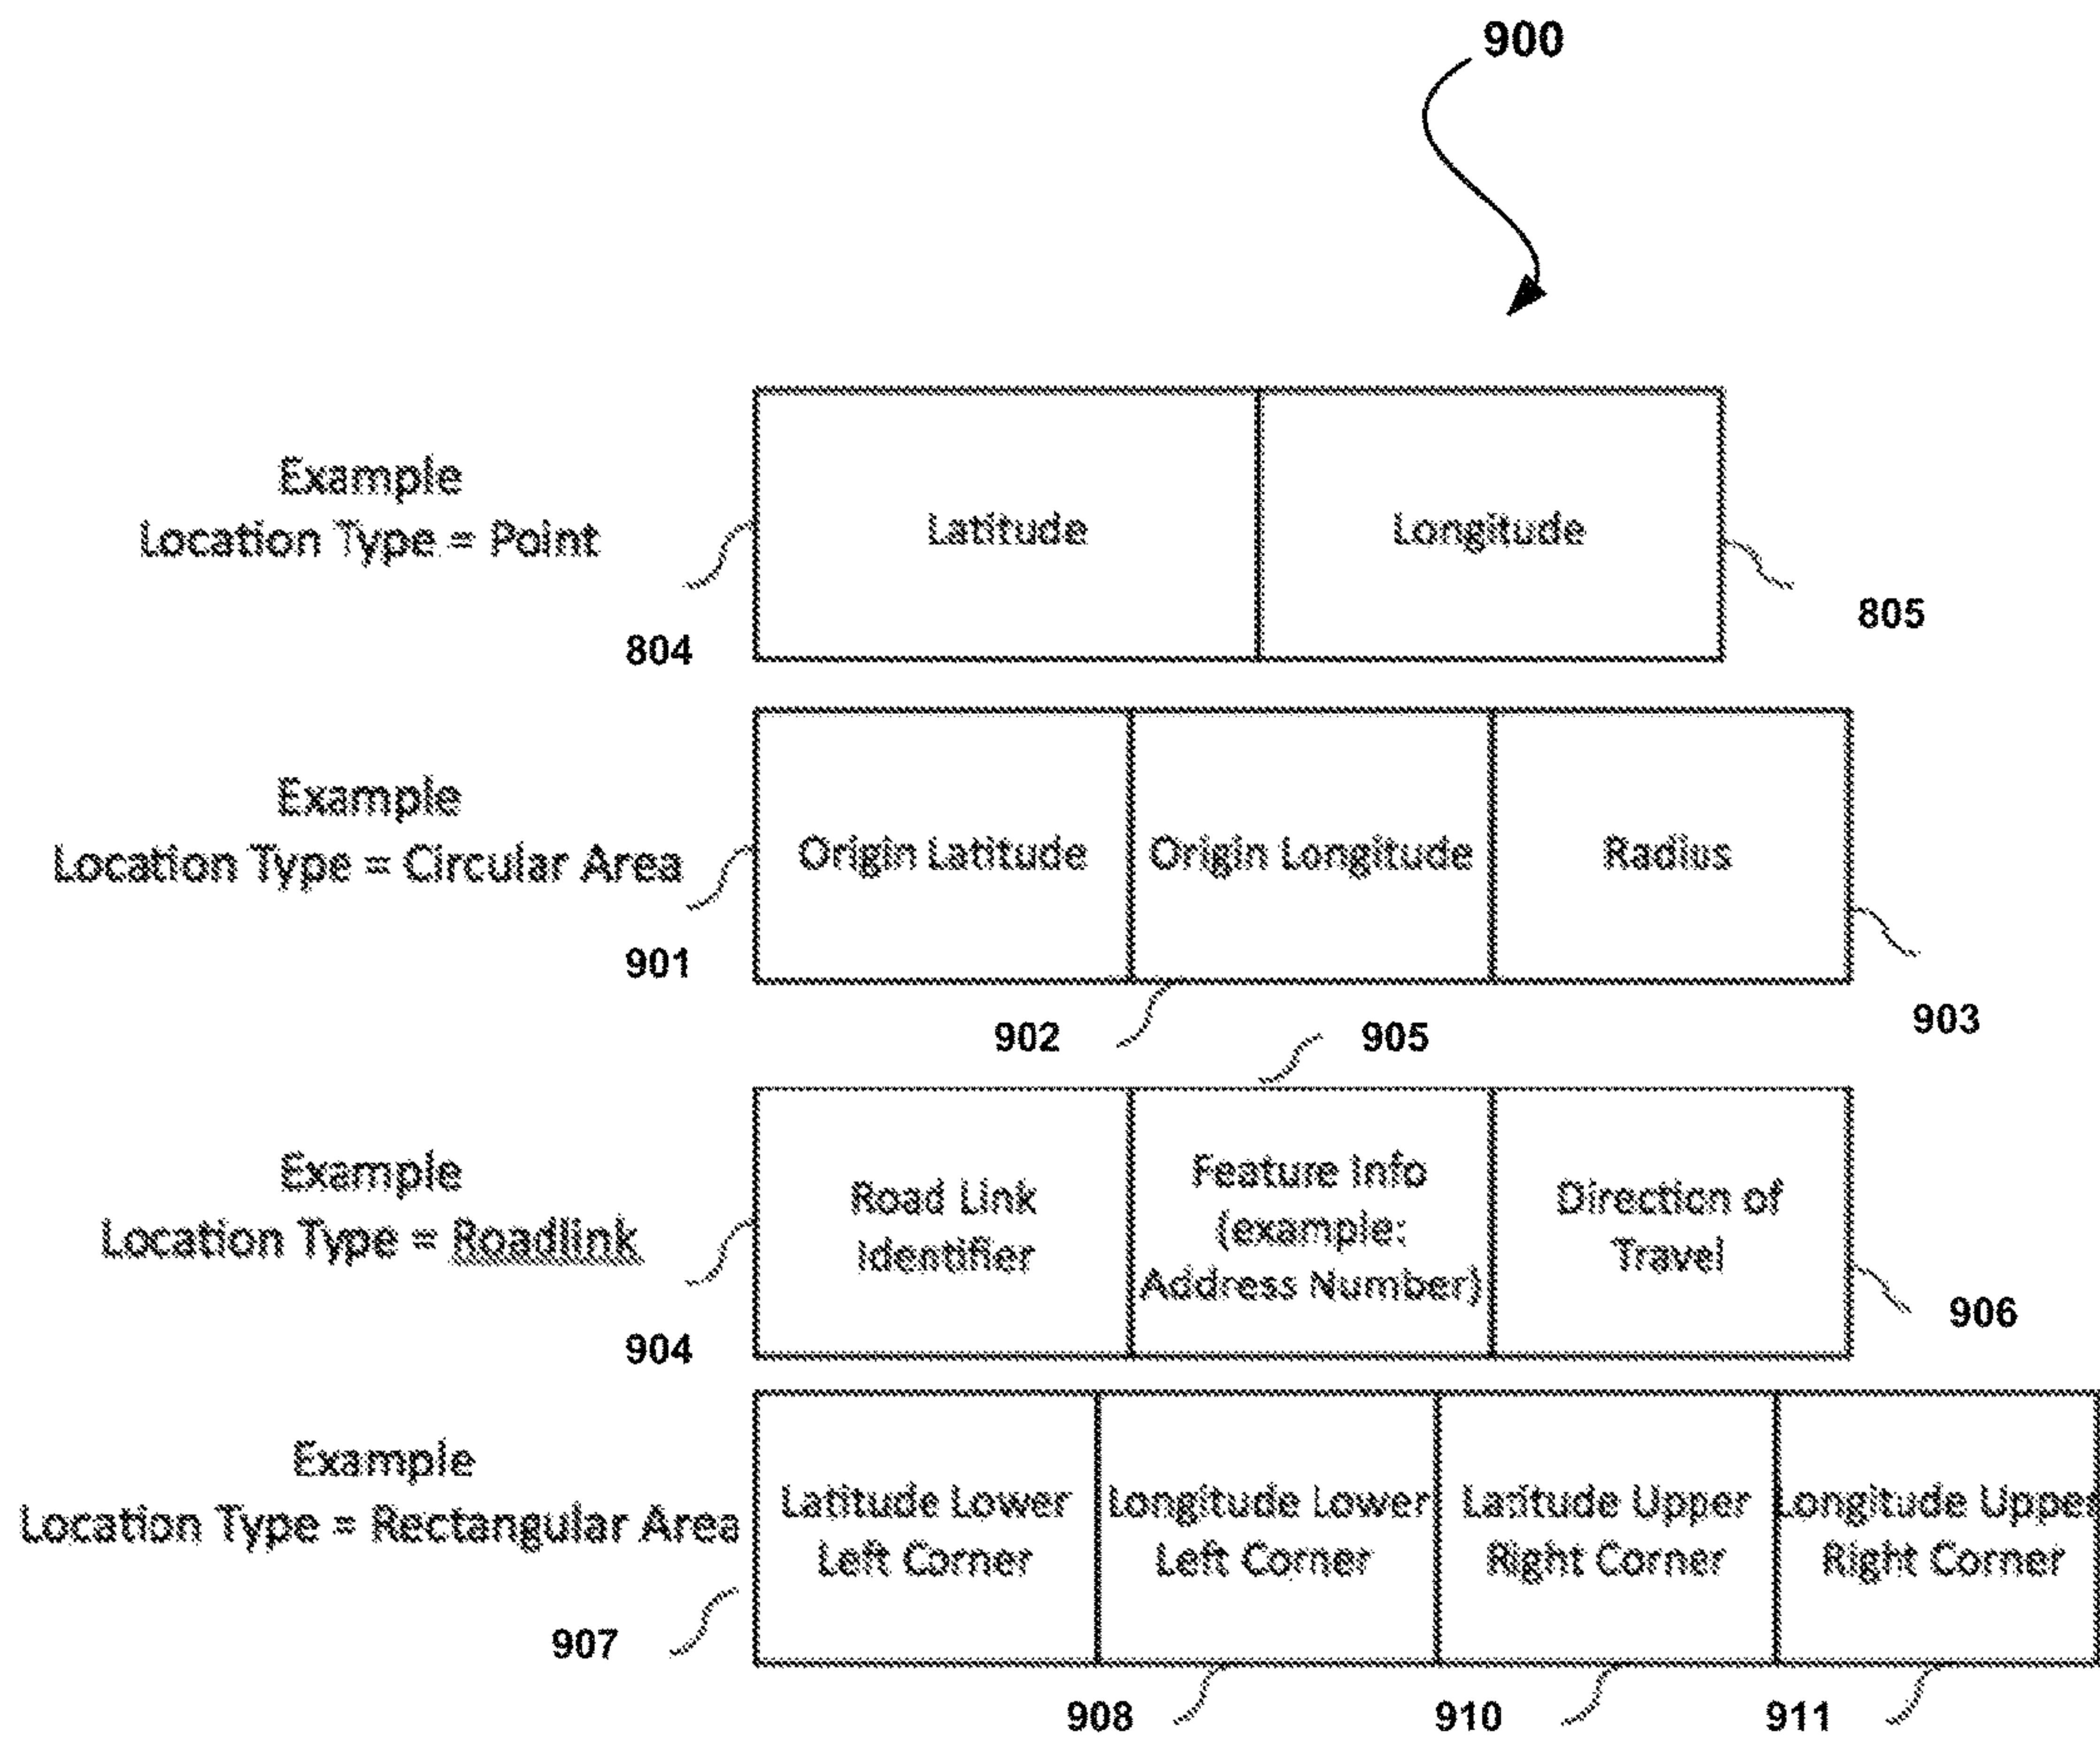 900
Example
Location Type = Point
Latitude
Longitude
804
805
Example
Location Type = Circular Area
Origin Latitude
Origin Longitude
Radius
901
902
903
905
Example
Location Type = Roadlink
Road Link
Identifier
Feature Info
(example:
Address Number)
Direction of
Travel
904
906
Example
Location Type = Rectangular Area
Latitude Lower
Left Corner
Longitude Lower
Left Corner
Latitude Upper
Right Corner
Longitude Upper
Right Corner
907
908
910
911